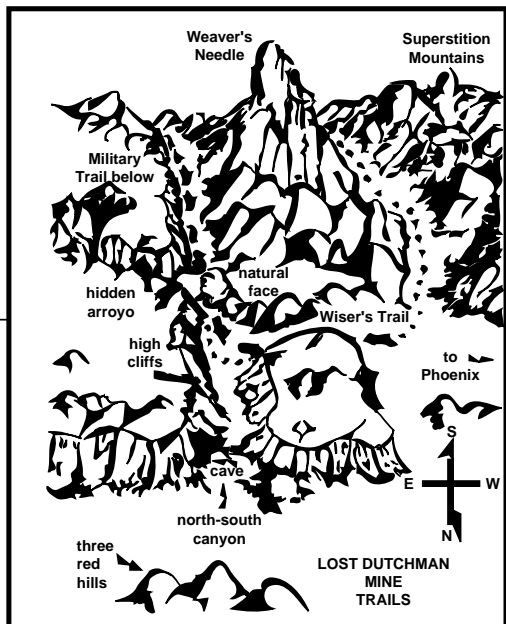 Weaver's
Needle
Superstition
Mountains
Military
Trail below
hidden
arroyo
natural
face
Wiser's Trail
high
cliffs
to
Phoenix
S
E
W
N
cave
north-south
canyon
three
red
hills
LOST DUTCHMAN
MINE
TRAILS